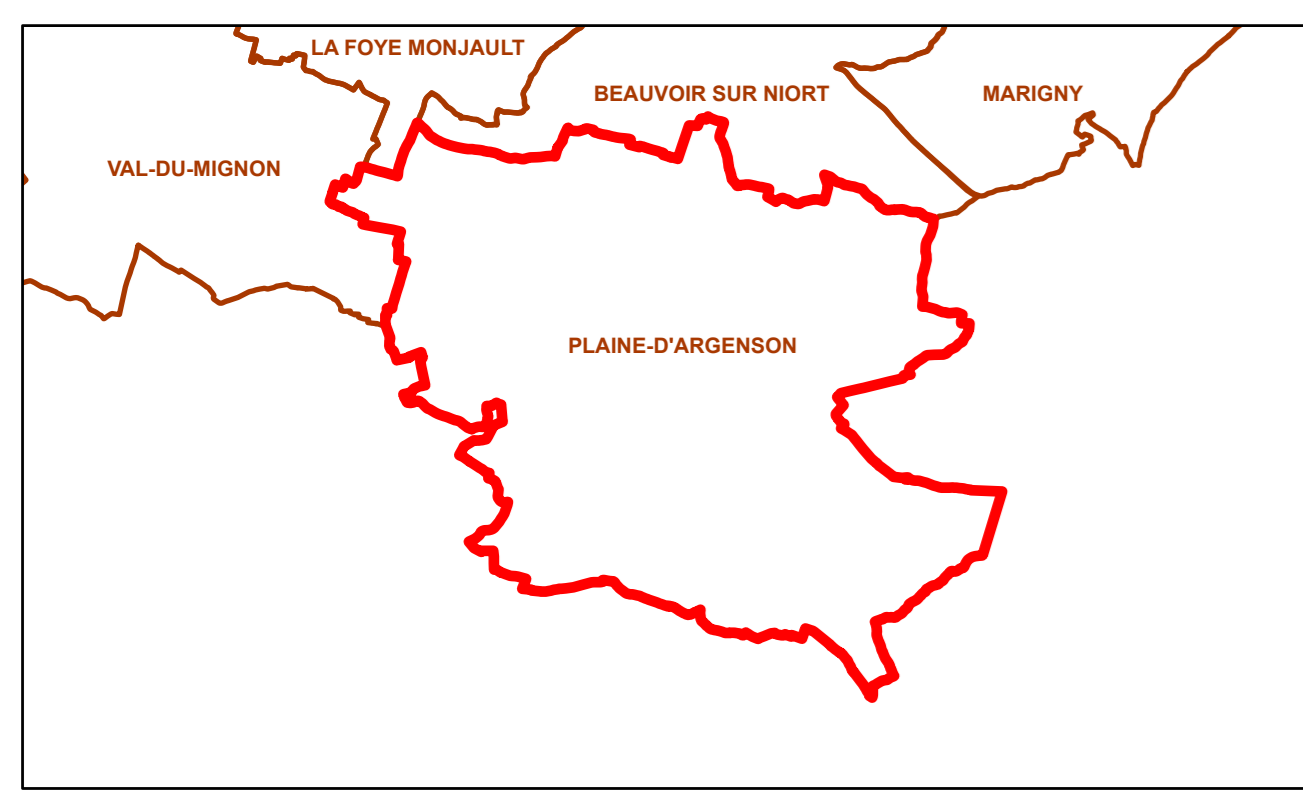 LA FOYE MONJAULT
BEAUVOIR SUR NIORT
MARIGNY
VAL-DU-MIGNON
PLAINE-D'ARGENSON